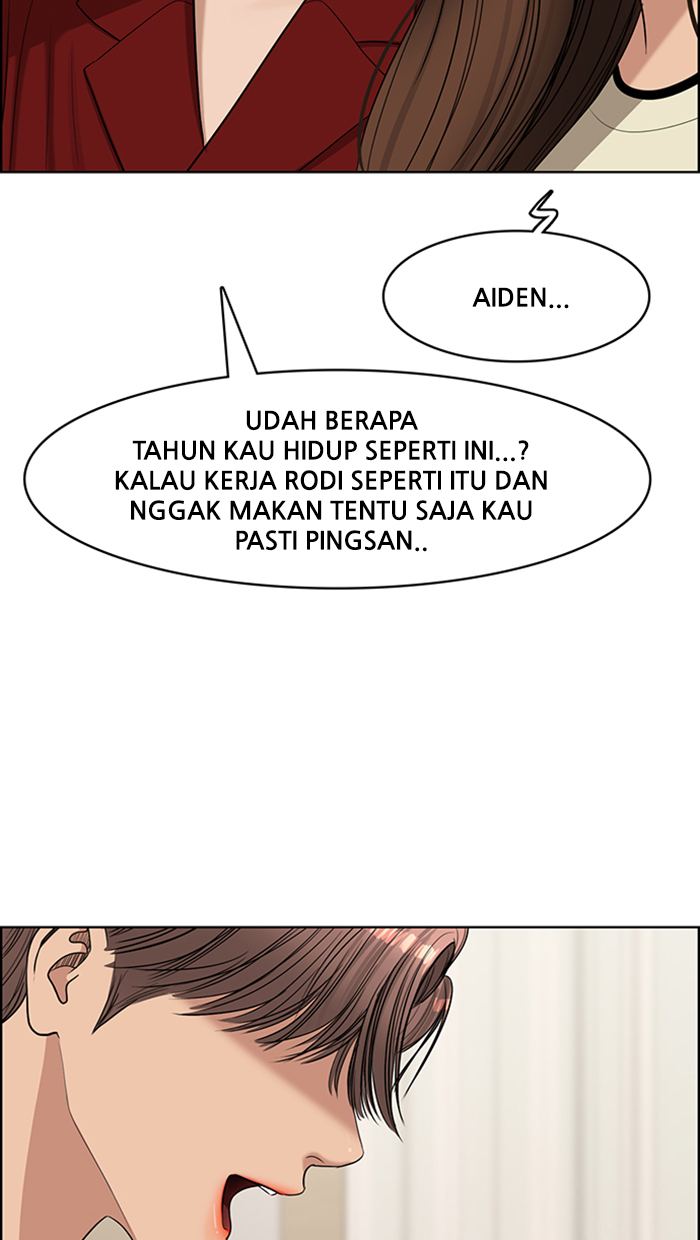 AIDEN...
UDAH BERAPA
TAHUN KAU HIDUP SEPERTI INI...?
KALAU KERJA RODI SEPERTI ITU DAN
NGGAK MAKAN TENTU SAJA KAU
PASTI PINGSAN..